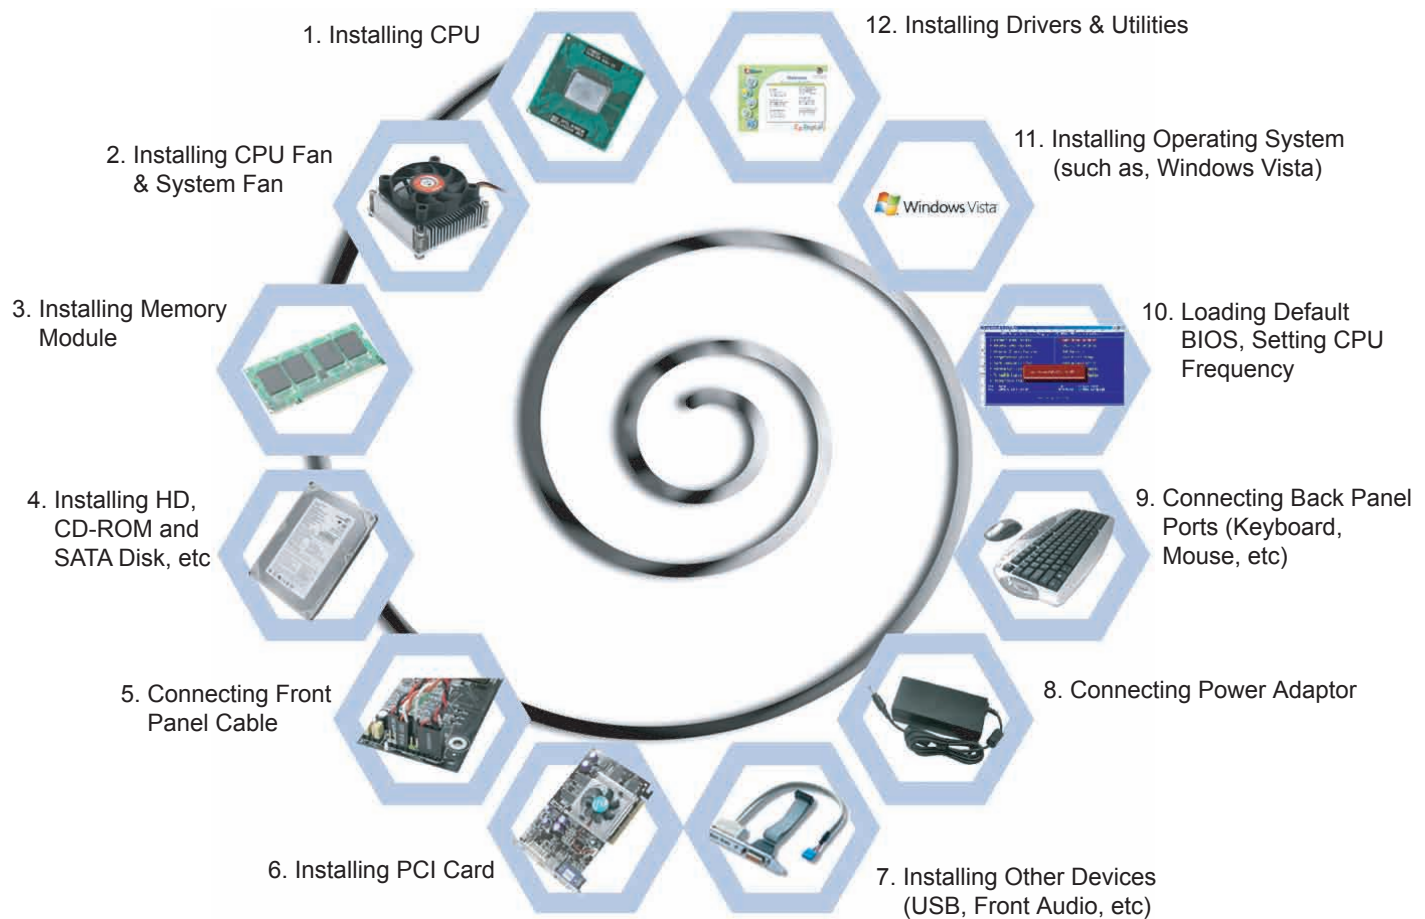 1. Installing CPU
2. Installing CPU Fan
& System Fan
3. Installing Memory
Module
4. Installing HD,
CD-ROM and
SATA Disk, etc
5. Connecting Front
Panel Cable
6. Installing PCI Card
7. Installing Other Devices
(USB, Front Audio, etc)
8. Connecting Power Adaptor
9. Connecting Back Panel
Ports (Keyboard,
Mouse, etc)
10. Loading Default
BIOS, Setting CPU
Frequency
11. Installing Operating System
(such as, Windows Vista)
Windows Vista
12. Installing Drivers & Utilities